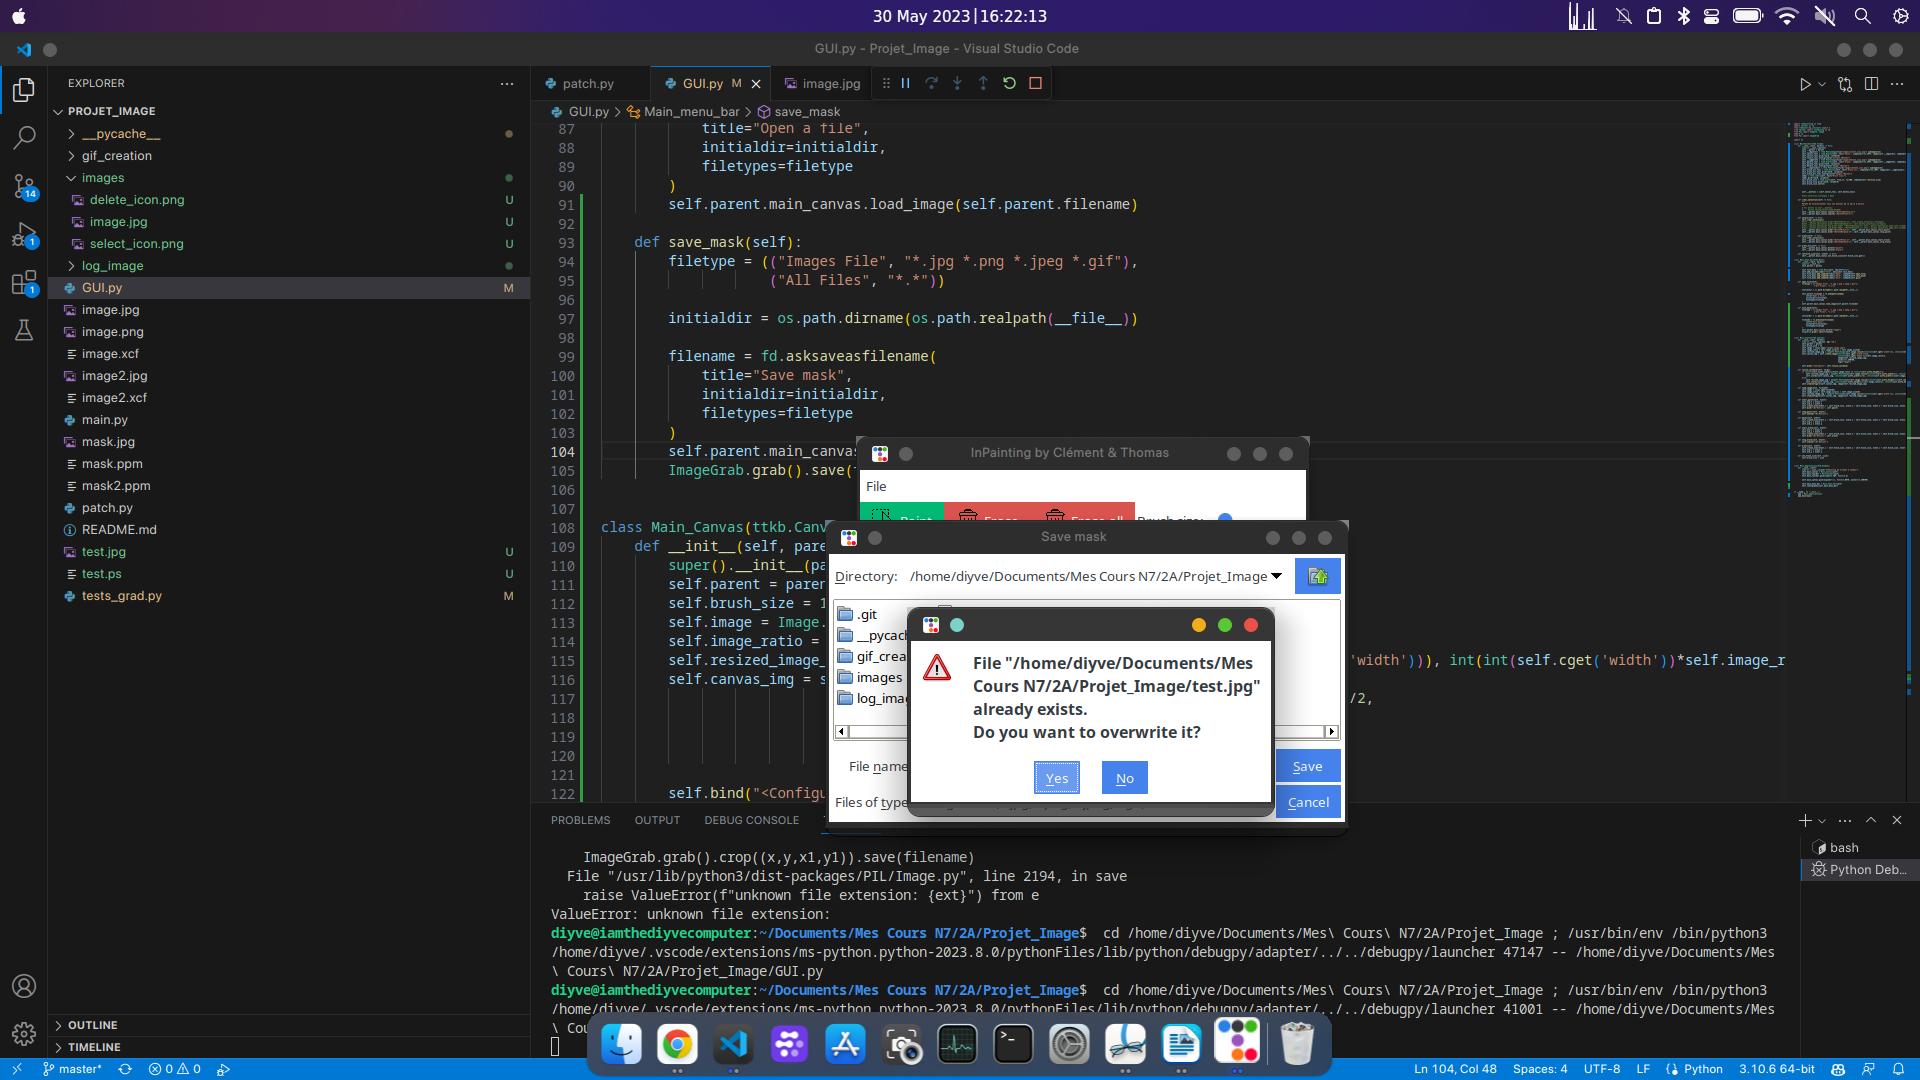 30 May 2023|16:22:13
GUI.py - Projet_Image - Visual Studio Code
EXPLORER
PROJET_IMAGE
__pycache__
gif_creation
images
delete_icon.png U
image.jpg U
select_icon.png U
log_image
GUI.py M
image.jpg
image.png
image.xcf
image2.jpg
image2.xcf
main.py
mask.jpg
mask.ppm
mask2.ppm
patch.py
README.md
test.jpg U
test.ps U
tests_grad.py M
OUTLINE
TIMELINE
14
1
1
patch.py
GUI.py M
image.jpg
GUI.py > Main_menu_bar > save_mask
87 title="Open a file",
88 initialdir=initialdir,
89 filetypes=filetype
90 )
91 self.parent.main_canvas.load_image(self.parent.filename)
92
93 def save_mask(self):
94 filetype = (("Images File", "*.jpg *.png *.jpeg *.gif"),
95 ("All Files", "*.*"))
96
97 initialdir = os.path.dirname(os.path.realpath(__file__))
98
99 filename = fd.asksaveasfilename(
100 title="Save mask",
101 initialdir=initialdir,
102 filetypes=filetype
103 )
104 self.parent.main_canvas
105 ImageGrab.grab().save(
106
107
108 class Main_Canvas(ttkb.Canv
109 def __init__(self, pare
110 super().__init__(pa
111 self.parent = paren
112 self.brush_size = 1
113 self.image = Image.
114 self.image_ratio =
115 self.resized_image_ 'width'))), int(int(self.cget('width'))*self.image_r
116 self.canvas_img = s
117 /2,
118
119
120
121
122 self.bind("<Configu
InPainting by Clément & Thomas
File
Paint Erase Erase all Brush size:
Save mask
Directory: /home/diyve/Documents/Mes Cours N7/2A/Projet_Image
.git
__pycach
gif_crea
images
log_imag
File name
Files of type
Save
Cancel
File "/home/diyve/Documents/Mes
Cours N7/2A/Projet_Image/test.jpg"
already exists.
Do you want to overwrite it?
Yes No
PROBLEMS OUTPUT DEBUG CONSOLE
bash
Python Deb...
ImageGrab.grab().crop((x,y,x1,y1)).save(filename)
File "/usr/lib/python3/dist-packages/PIL/Image.py", line 2194, in save
raise ValueError(f"unknown file extension: {ext}") from e
ValueError: unknown file extension:
diyve@iamthediyvecomputer:~/Documents/Mes Cours N7/2A/Projet_Image$ cd /home/diyve/Documents/Mes\ Cours\ N7/2A/Projet_Image ; /usr/bin/env /bin/python3
/home/diyve/.vscode/extensions/ms-python.python-2023.8.0/pythonFiles/lib/python/debugpy/adapter/../../debugpy/launcher 47147 -- /home/diyve/Documents/Mes
\ Cours\ N7/2A/Projet_Image/GUI.py
diyve@iamthediyvecomputer:~/Documents/Mes Cours N7/2A/Projet_Image$ cd /home/diyve/Documents/Mes\ Cours\ N7/2A/Projet_Image ; /usr/bin/env /bin/python3
/home/diyve/.vscode/extensions/ms-python.python-2023.8.0/pythonFiles/lib/python/debugpy/adapter/../../debugpy/launcher 41001 -- /home/diyve/Documents/Mes
\ Cou
master* 0 0
Ln 104, Col 48 Spaces: 4 UTF-8 LF Python 3.10.6 64-bit